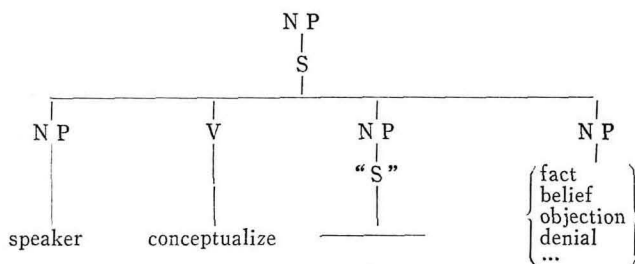 NP
S
NP V NP NP
"S"
fact
belief
objection
speaker conceptualize denial
...